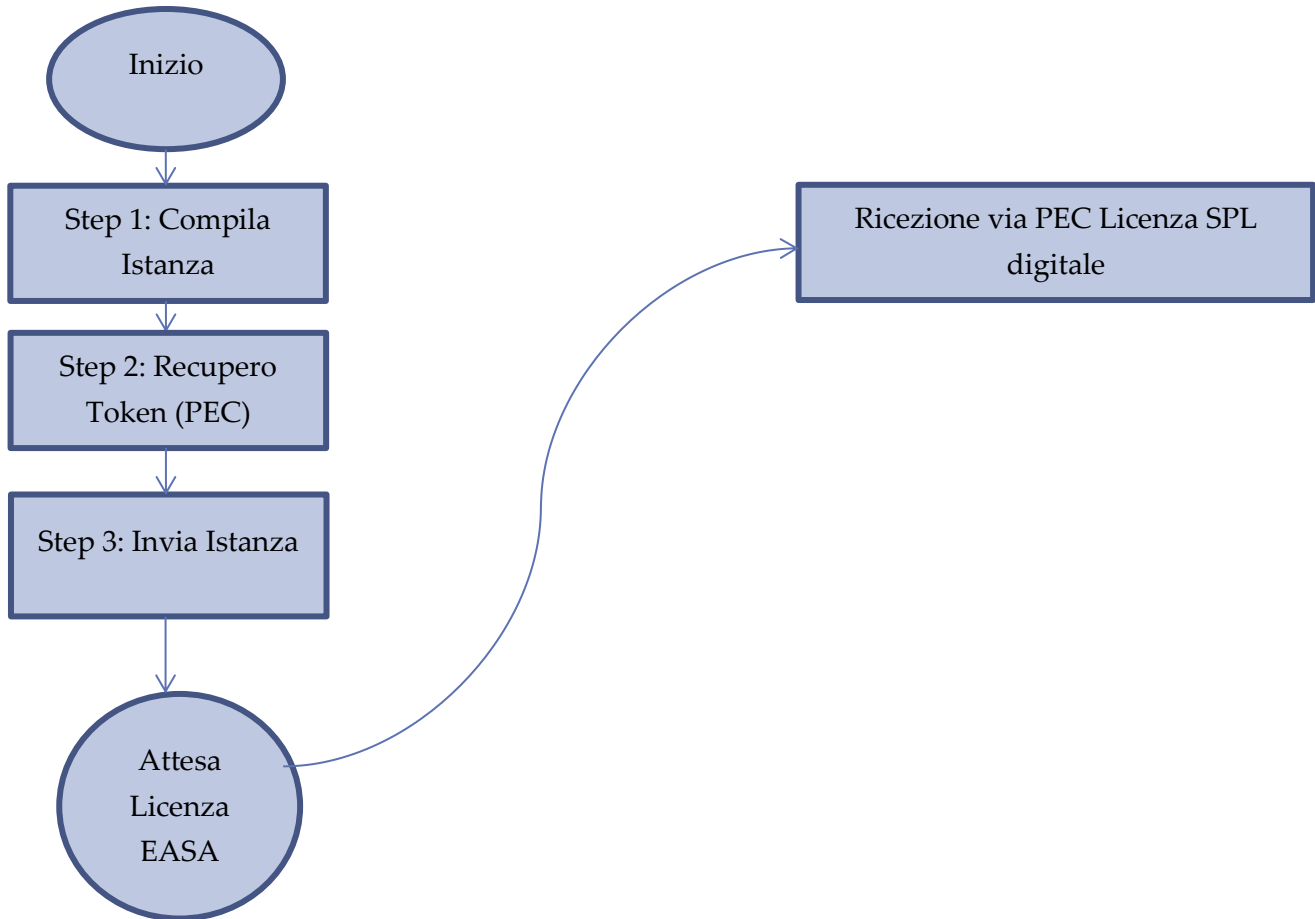 Inizio
Step 1: Compila
Istanza
Step 2: Recupero
Token (PEC)
Step 3: Invia Istanza
Attesa
Licenza
EASA
Ricezione via PEC Licenza SPL
digitale